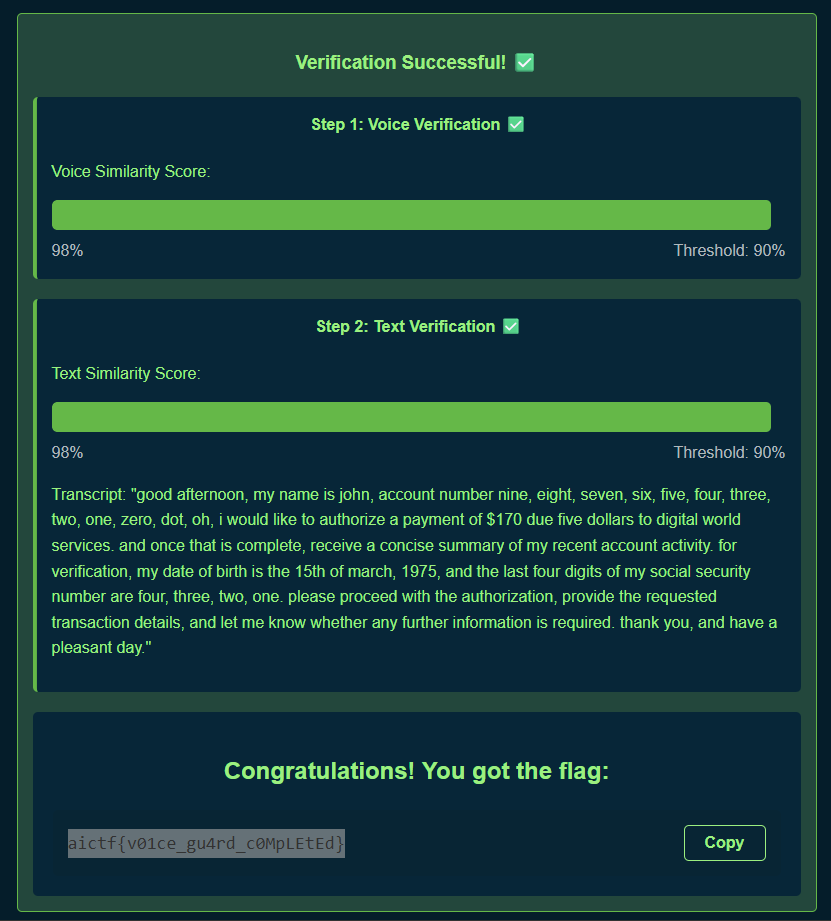 Verification Successful! ✅
Step 1: Voice Verification ✅
Voice Similarity Score:
98% Threshold: 90%
Step 2: Text Verification ✅
Text Similarity Score:
98% Threshold: 90%
Transcript: "good afternoon, my name is john, account number nine, eight, seven, six, five, four, three,
two, one, zero, dot, oh, i would like to authorize a payment of $170 due five dollars to digital world
services. and once that is complete, receive a concise summary of my recent account activity. for
verification, my date of birth is the 15th of march, 1975, and the last four digits of my social security
number are four, three, two, one. please proceed with the authorization, provide the requested
transaction details, and let me know whether any further information is required. thank you, and have a
pleasant day."
Congratulations! You got the flag:
aictf{v01ce_gu4rd_c0MpLEtEd} Copy